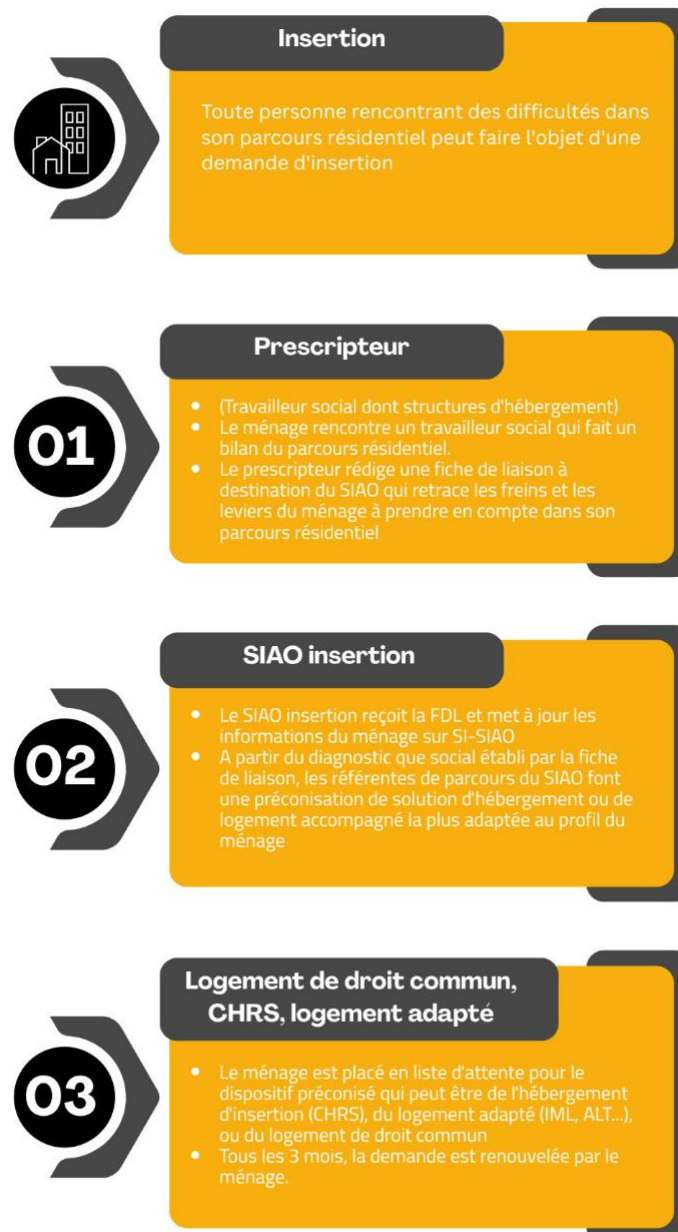 Insertion
Toute personne rencontrant des difficultés dans
son parcours résidentiel peut faire l'objet d'une
demande d'insertion
Prescripteur
01
• (Travailleur social dont structures d'hébergement)
• Le ménage rencontre un travailleur social qui fait un
bilan du parcours résidentiel.
• Le prescripteur rédige une fiche de liaison à
destination du SIAO qui retrace les freins et les
leviers du ménage à prendre en compte dans son
parcours résidentiel
SIAO insertion
02
• Le SIAO insertion reçoit la FDL et met à jour les
informations du ménage sur SI-SIAO
• A partir du diagnostic que social établi par la fiche
de liaison, les référentes de parcours du SIAO font
une préconisation de solution d'hébergement ou de
logement accompagné la plus adaptée au profil du
ménage
Logement de droit commun,
CHRS, logement adapté
03
• Le ménage est placé en liste d'attente pour le
dispositif préconisé qui peut être de l'hébergement
d'insertion (CHRS), du logement adapté (IML, ALT...),
ou du logement de droit commun
• Tous les 3 mois, la demande est renouvelée par le
ménage.